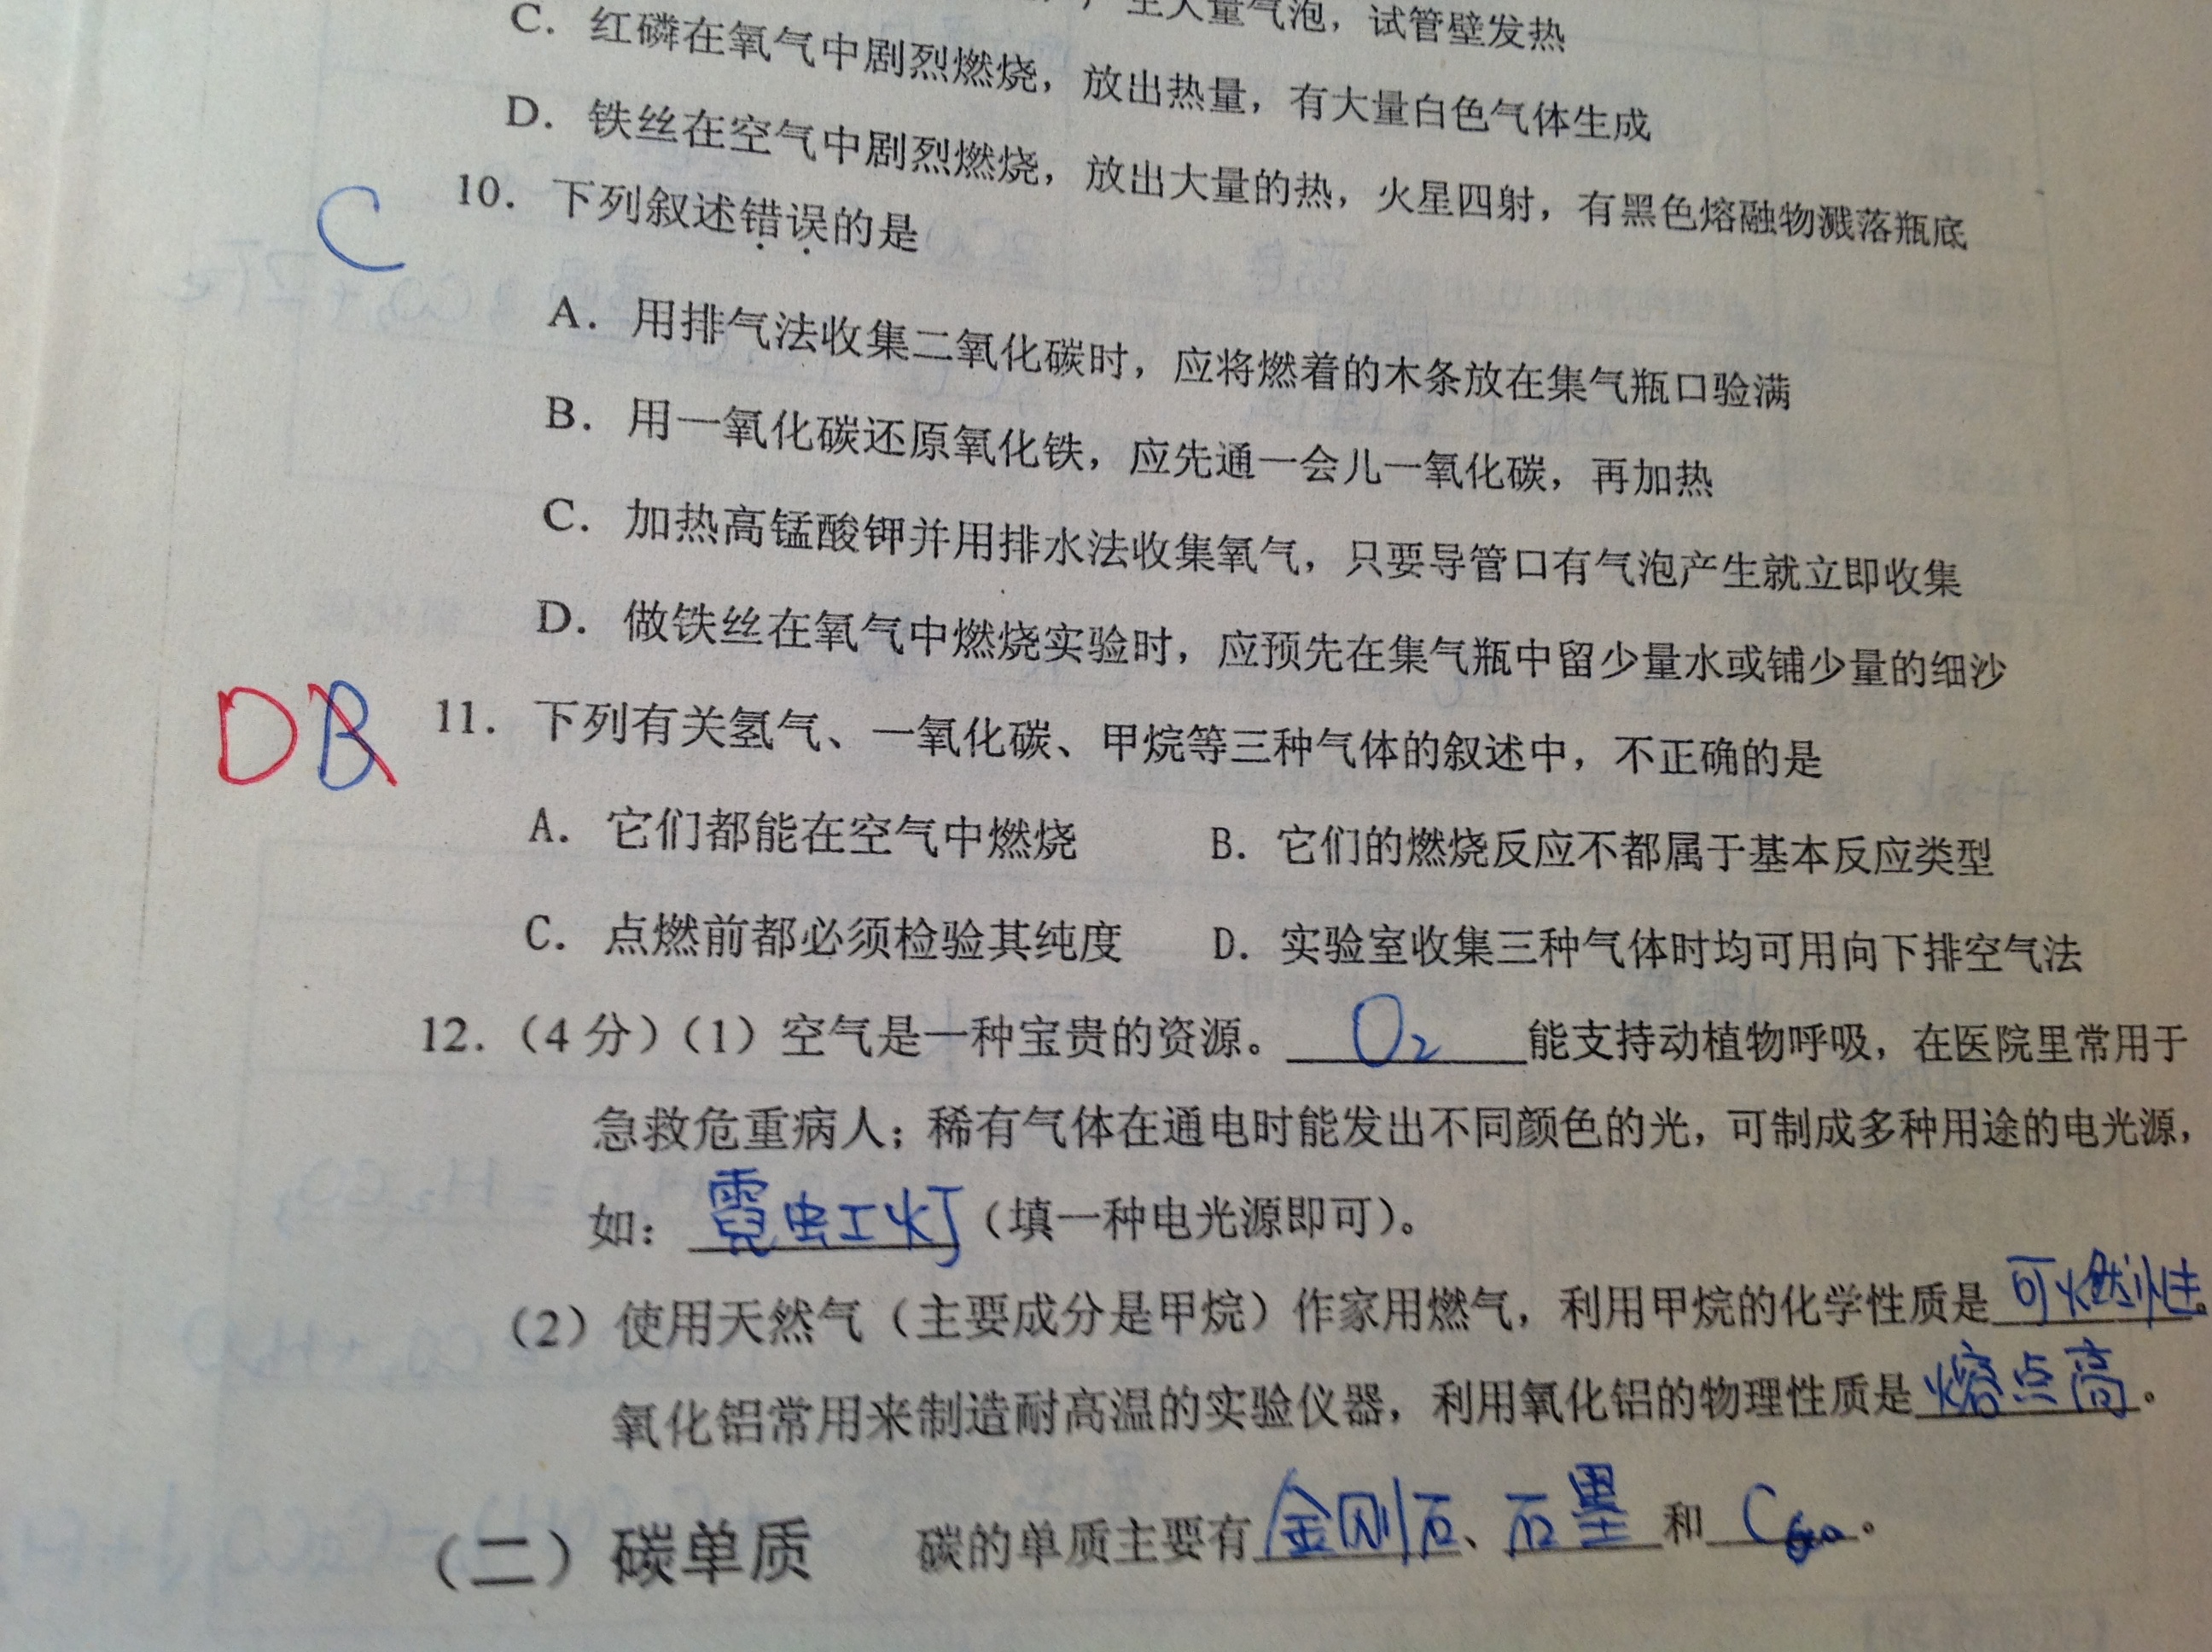 产生大量气泡，试管壁发热
C. 红磷在氧气中剧烈燃烧，放出热量，有大量白色气体生成
D. 铁丝在空气中剧烈燃烧，放出大量的热，火星四射，有黑色熔融物溅落瓶底
C 10. 下列叙述错误的是
A. 用排气法收集二氧化碳时，应将燃着的木条放在集气瓶口验满
B. 用一氧化碳还原氧化铁，应先通一会儿一氧化碳，再加热
C. 加热高锰酸钾并用排水法收集氧气，只要导管口有气泡产生就立即收集
D. 做铁丝在氧气中燃烧实验时，应预先在集气瓶中留少量水或铺少量的细沙
D B 11. 下列有关氢气、一氧化碳、甲烷等三种气体的叙述中，不正确的是
A. 它们都能在空气中燃烧 B. 它们的燃烧反应不都属于基本反应类型
C. 点燃前都必须检验其纯度 D. 实验室收集三种气体时均可用向下排空气法
12.（4分）（1）空气是一种宝贵的资源。O₂能支持动植物呼吸，在医院里常用于
急救危重病人；稀有气体在通电时能发出不同颜色的光，可制成多种用途的电光源，
如：霓虹灯（填一种电光源即可）。
（2）使用天然气（主要成分是甲烷）作家用燃气，利用甲烷的化学性质是可燃性。
氧化铝常用来制造耐高温的实验仪器，利用氧化铝的物理性质是熔点高。
（二）碳单质 碳的单质主要有金刚石、石墨和C₆₀。